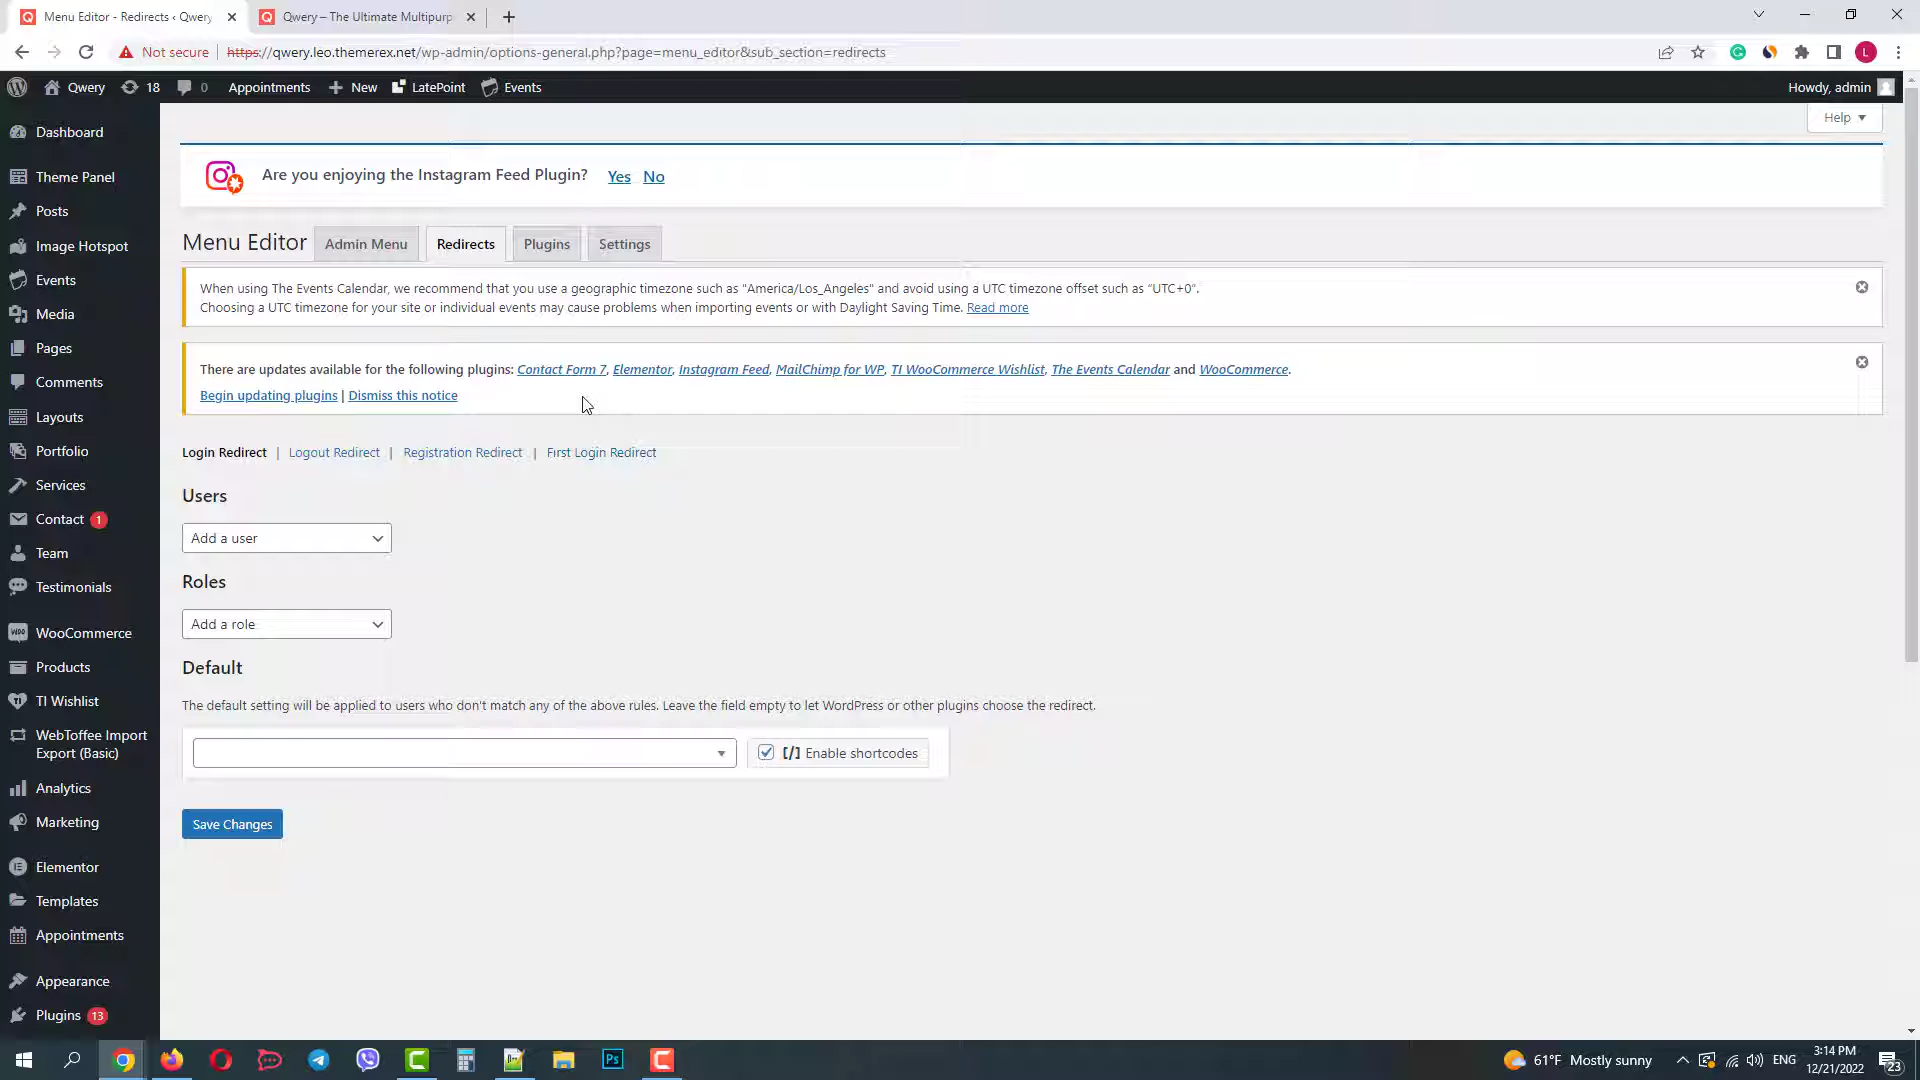 Menu Editor - Redirects ‹ Qwery
Qwery – The Ultimate Multipurp
Not secure
https://qwery.leo.themerex.net/wp-admin/options-general.php?page=menu_editor&sub_section=redirects
L
Qwery
18
0
Appointments
New
LatePoint
Events
Howdy, admin
Help
Dashboard
Theme Panel
Posts
Image Hotspot
Events
Media
Pages
Comments
Layouts
Portfolio
Services
Contact 1
Team
Testimonials
WooCommerce
Products
TI Wishlist
WebToffee Import
Export (Basic)
Analytics
Marketing
Elementor
Templates
Appointments
Appearance
Plugins 13
Are you enjoying the Instagram Feed Plugin? Yes No
Menu Editor
Admin Menu
Redirects
Plugins
Settings
When using The Events Calendar, we recommend that you use a geographic timezone such as "America/Los_Angeles" and avoid using a UTC timezone offset such as “UTC+0”.
Choosing a UTC timezone for your site or individual events may cause problems when importing events or with Daylight Saving Time. Read more
There are updates available for the following plugins: Contact Form 7, Elementor, Instagram Feed, MailChimp for WP, TI WooCommerce Wishlist, The Events Calendar and WooCommerce.
Begin updating plugins | Dismiss this notice
Login Redirect | Logout Redirect | Registration Redirect | First Login Redirect
Users
Add a user
Roles
Add a role
Default
The default setting will be applied to users who don't match any of the above rules. Leave the field empty to let WordPress or other plugins choose the redirect.
[/] Enable shortcodes
Save Changes
Ps
61°F Mostly sunny
ENG
3:14 PM
12/21/2022
23